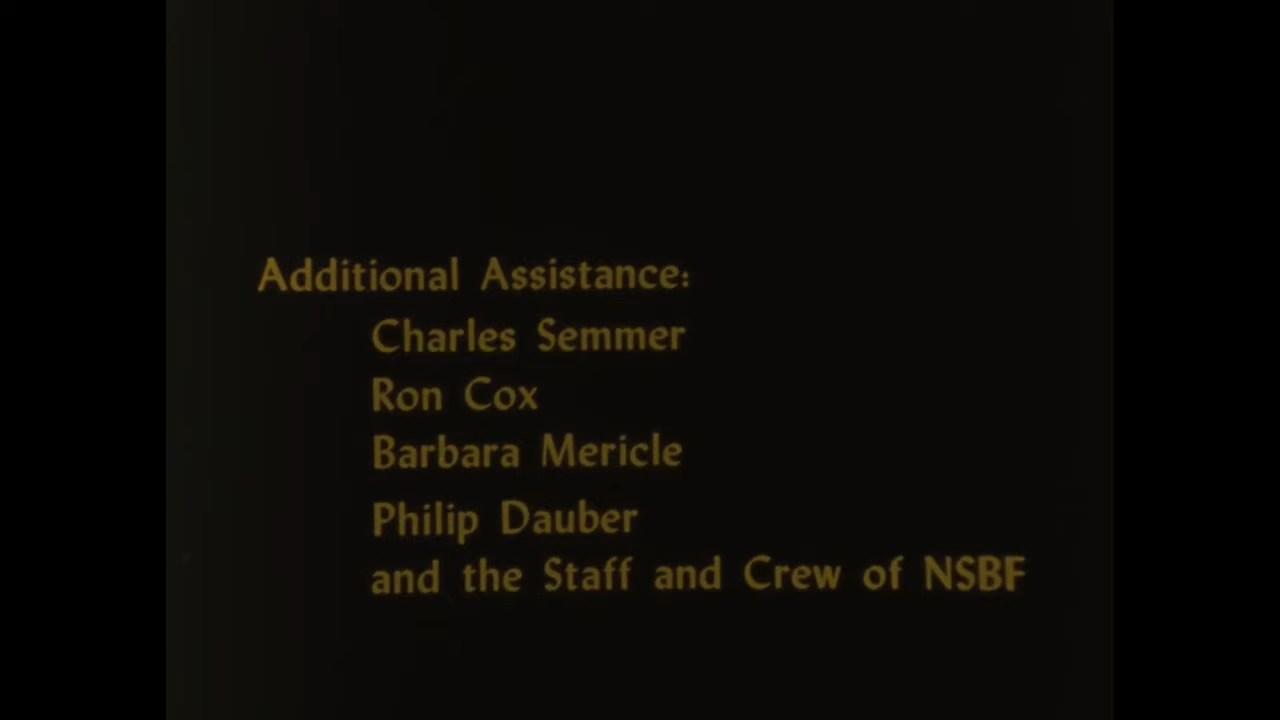 Additional Assistance:
Charles Semmer
Ron Cox
Barbara Mericle
Philip Dauber
and the Staff and Crew of NSBF